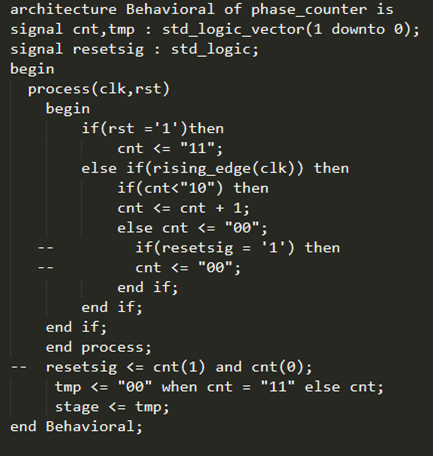 architecture Behavioral of phase_counter is
signal cnt,tmp : std_logic_vector(1 downto 0);
signal resetsig : std_logic;
begin
  process(clk,rst)
    begin
        if(rst ='1')then
            cnt <= "11";
        else if(rising_edge(clk)) then
            if(cnt<"10") then
            cnt <= cnt + 1;
            else cnt <= "00";
   --         if(resetsig = '1') then
   --         cnt <= "00";
            end if;
        end if;
    end if;
    end process;
--  resetsig <= cnt(1) and cnt(0);
     tmp <= "00" when cnt = "11" else cnt;
     stage <= tmp;
end Behavioral;